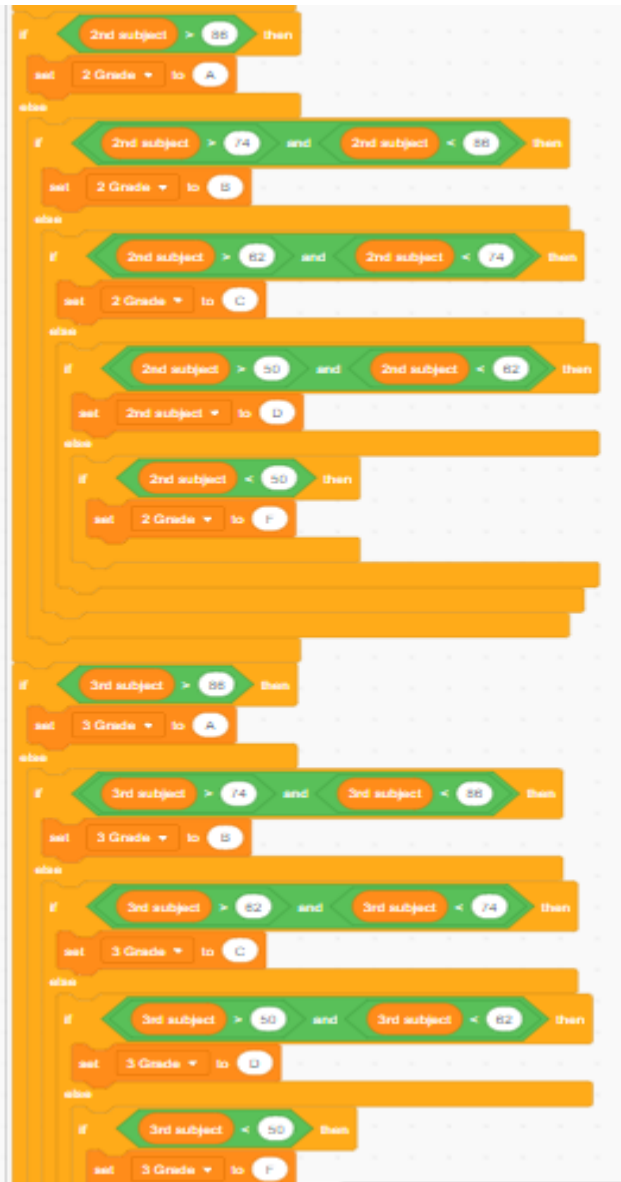 if 2nd subject > 86 then
set 2 Grade to A
else
if 2nd subject > 74 and 2nd subject < 86 then
set 2 Grade to B
else
if 2nd subject > 62 and 2nd subject < 74 then
set 2 Grade to C
else
if 2nd subject > 50 and 2nd subject < 62 then
set 2nd subject to D
else
if 2nd subject < 50 then
set 2 Grade to F
if 3rd subject > 86 then
set 3 Grade to A
else
if 3rd subject > 74 and 3rd subject < 86 then
set 3 Grade to B
else
if 3rd subject > 62 and 3rd subject < 74 then
set 3 Grade to C
else
if 3rd subject > 50 and 3rd subject < 62 then
set 3 Grade to D
else
if 3rd subject < 50 then
set 3 Grade to F